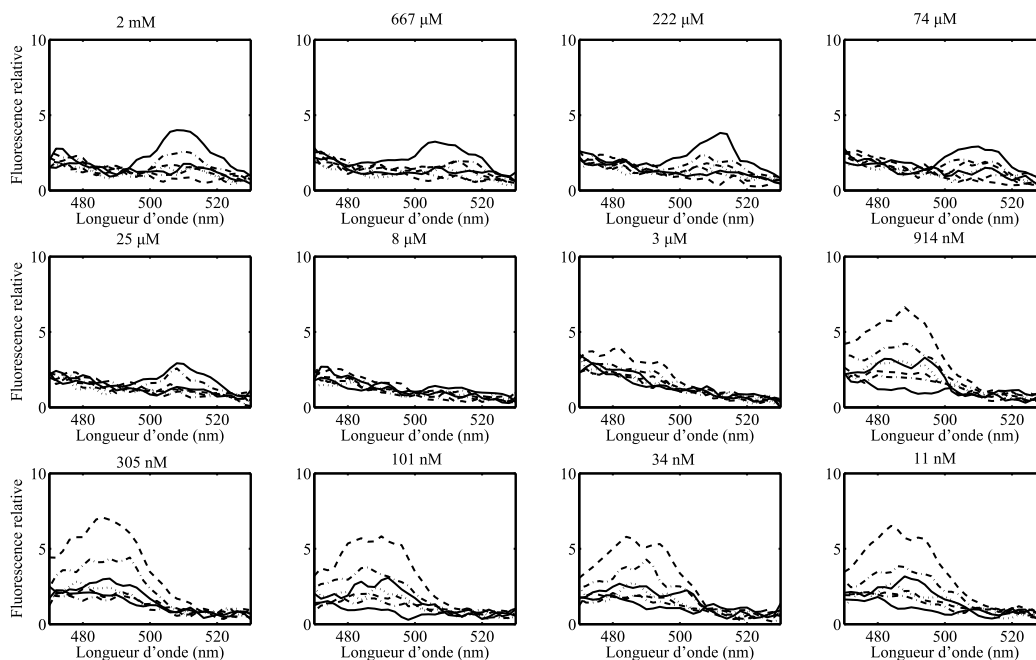 2 mM 667 μM 222 μM 74 μM
Fluorescence relative
10 10 10 10
5 5 5 5
0 0 0 0
480 500 520 480 500 520 480 500 520 480 500 520
Longueur d'onde (nm) Longueur d'onde (nm) Longueur d'onde (nm) Longueur d'onde (nm)
25 μM 8 μM 3 μM 914 nM
Fluorescence relative
10 10 10 10
5 5 5 5
0 0 0 0
480 500 520 480 500 520 480 500 520 480 500 520
Longueur d'onde (nm) Longueur d'onde (nm) Longueur d'onde (nm) Longueur d'onde (nm)
305 nM 101 nM 34 nM 11 nM
Fluorescence relative
10 10 10 10
5 5 5 5
0 0 0 0
480 500 520 480 500 520 480 500 520 480 500 520
Longueur d'onde (nm) Longueur d'onde (nm) Longueur d'onde (nm) Longueur d'onde (nm)